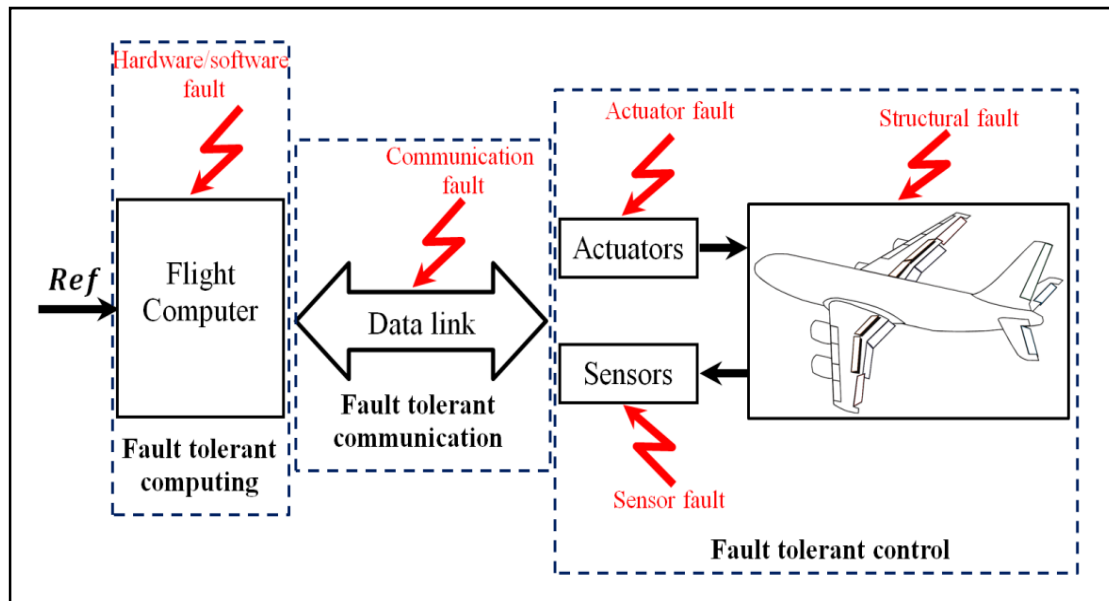 Hardware/software
fault
Ref
Flight
Computer
Fault tolerant
computing
Communication
fault
Data link
Fault tolerant
communication
Actuator fault
Structural fault
Actuators
Sensors
Sensor fault
Fault tolerant control